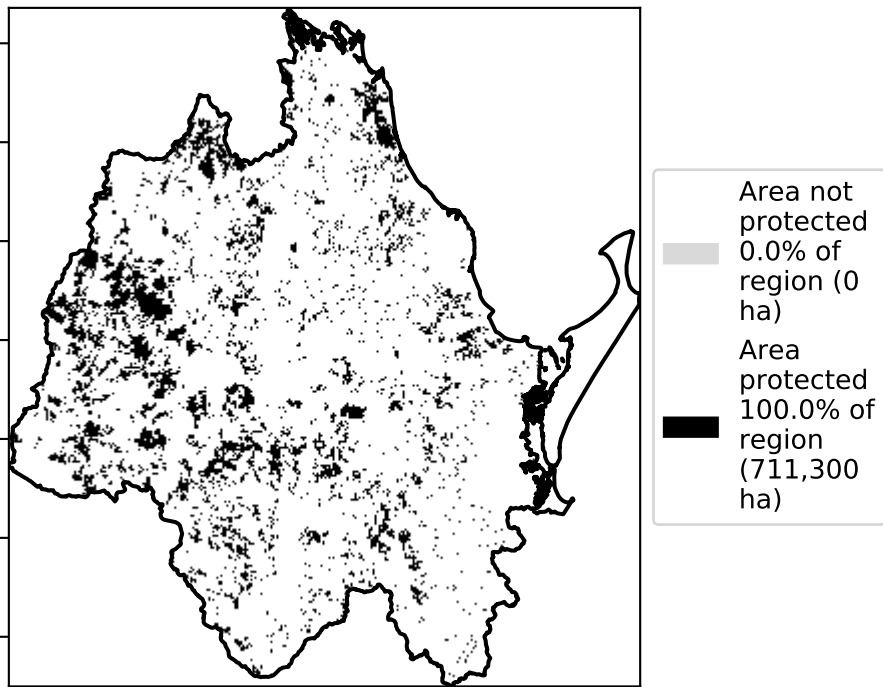 Area not
protected
0.0% of
region (0
ha)
Area
protected
100.0% of
region
(711,300
ha)